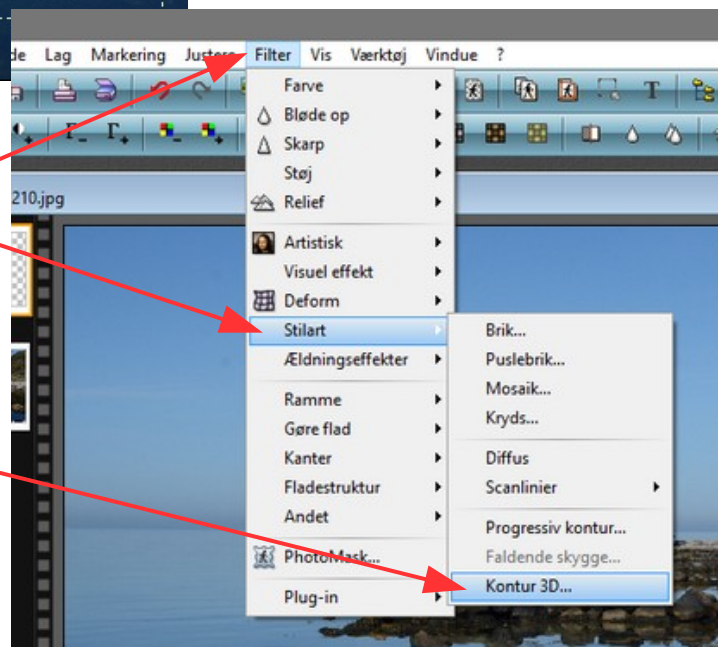 de Lag Markering Justere Filter Vis Værktøj Vindue ?
T
210.jpg
Farve
Bløde op
Skarp
Støj
Relief
Artistisk
Visuel effekt
Deform
Stilart
Ældningseffekter
Ramme
Gøre flad
Kanter
Fladestruktur
Andet
PhotoMask...
Plug-in
Brik...
Puslebrik...
Mosaik...
Kryds...
Diffus
Scanlinier
Progressiv kontur...
Faldende skygge...
Kontur 3D...